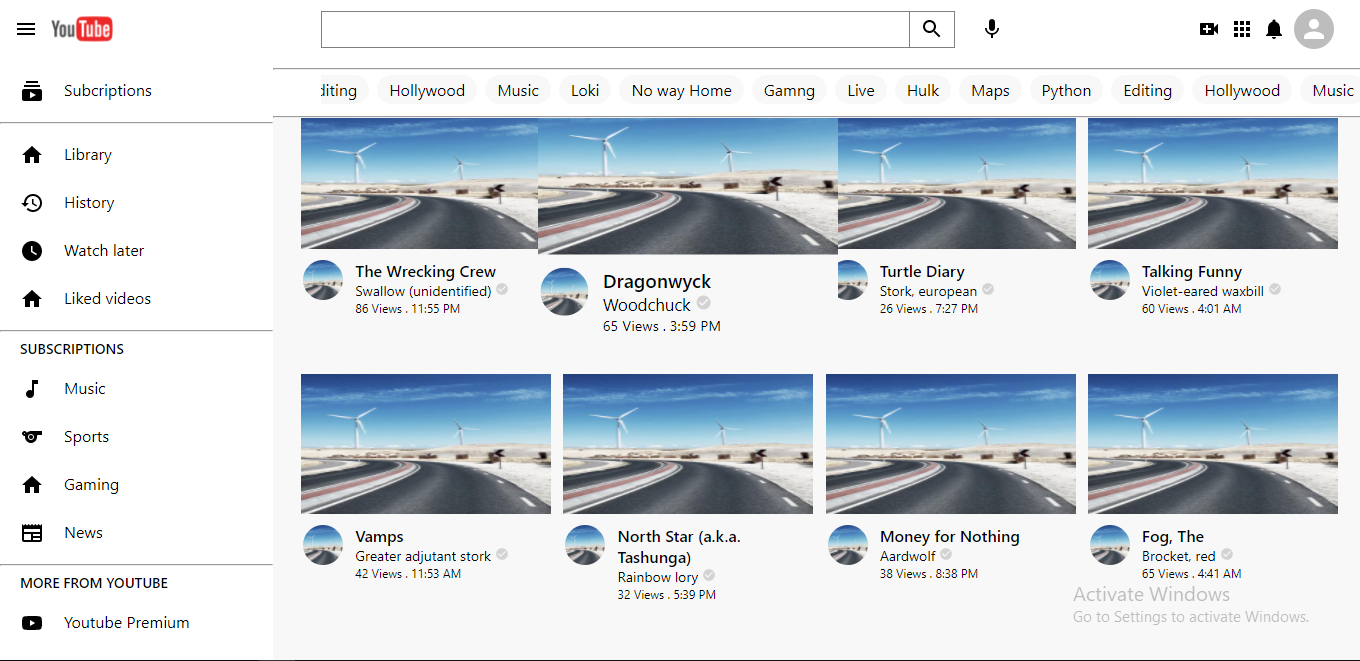 YouTube
Subcriptions
diting Hollywood Music Loki No way Home Gamng Live Hulk Maps Python Editing Hollywood Music
Library
History
Watch later
Liked videos
SUBSCRIPTIONS
Music
Sports
Gaming
News
MORE FROM YOUTUBE
Youtube Premium
The Wrecking Crew
Swallow (unidentified)
86 Views . 11:55 PM
Dragonwyck
Woodchuck
65 Views . 3:59 PM
Turtle Diary
Stork, european
26 Views . 7:27 PM
Talking Funny
Violet-eared waxbill
60 Views . 4:01 AM
Vamps
Greater adjutant stork
42 Views . 11:53 AM
North Star (a.k.a.
Tashunga)
Rainbow lory
32 Views . 5:39 PM
Money for Nothing
Aardwolf
38 Views . 8:38 PM
Fog, The
Brocket, red
65 Views . 4:41 AM
Activate Windows
Go to Settings to activate Windows.